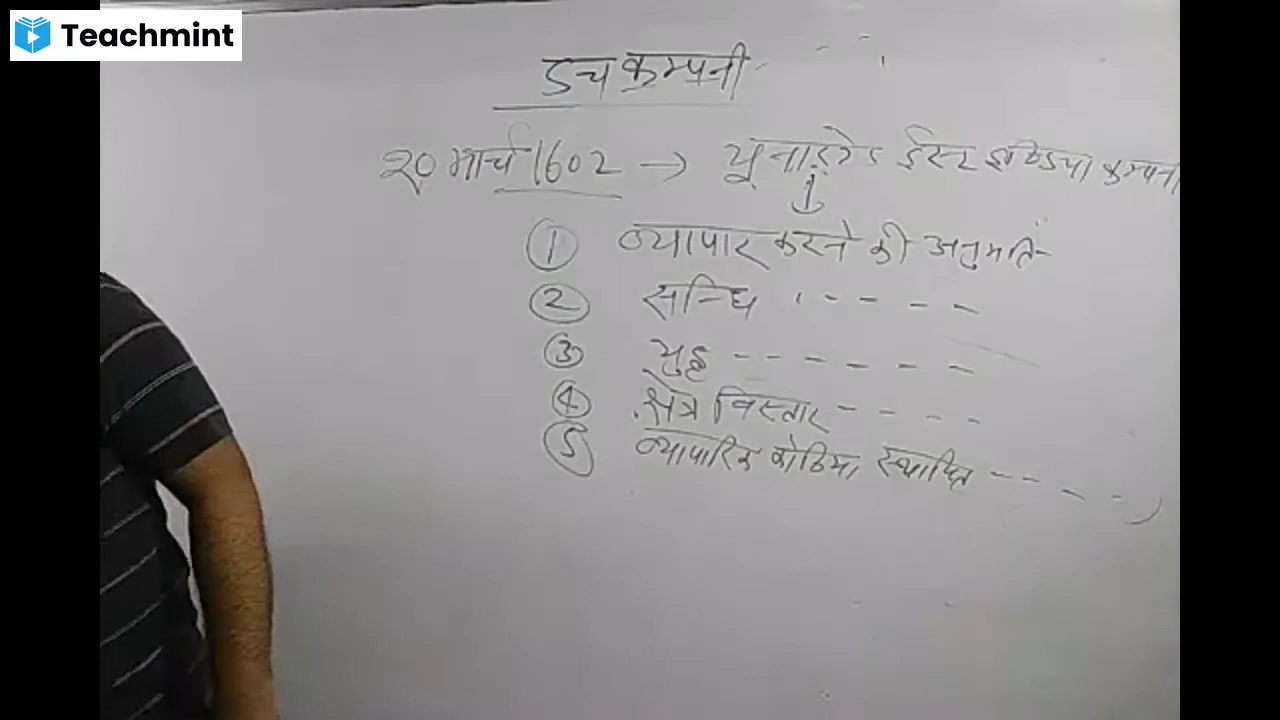 Teachmint
डच कम्पनी
२० मार्च 1602 → यूनाइटेड ईस्ट इण्डिया कम्पनी
① व्यापार करने की अनुमति-
② सन्धि - - - -
③ युद्ध - - - - - -
④ क्षेत्र विस्तार - - - -
⑤ व्यापारिक कोठिया स्थापित - - - - -